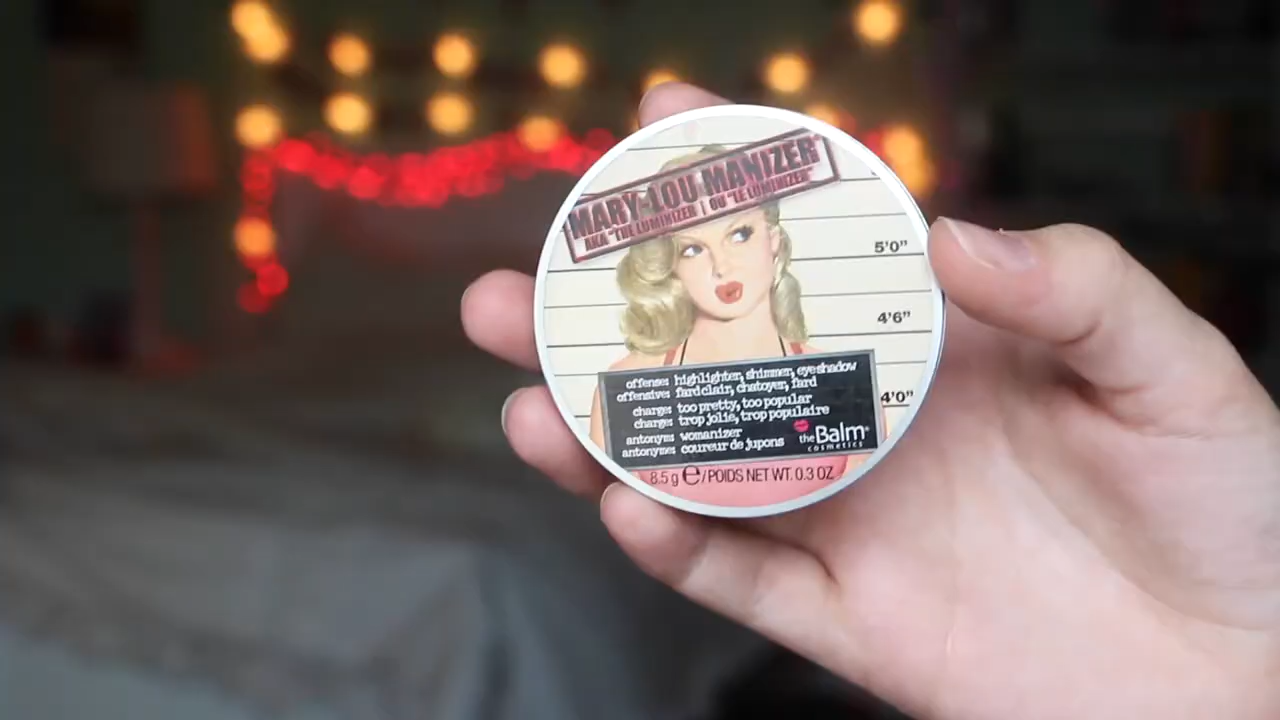 MARY-LOU MANIZER®
AKA "THE LUMINIZER | OU "LE LUMINIZER"
5'0"
4'6"
4'0"
offense: highlighter, shimmer, eyeshadow
offensive: fard clair, chatoyer, fard
charge: too pretty, too popular
charge: trop jolie, trop populaire
antonym: womanizer
antonyme: coureur de jupons
theBalm®
cosmetics
8.5 g e/POIDS NET WT. 0.3 OZ